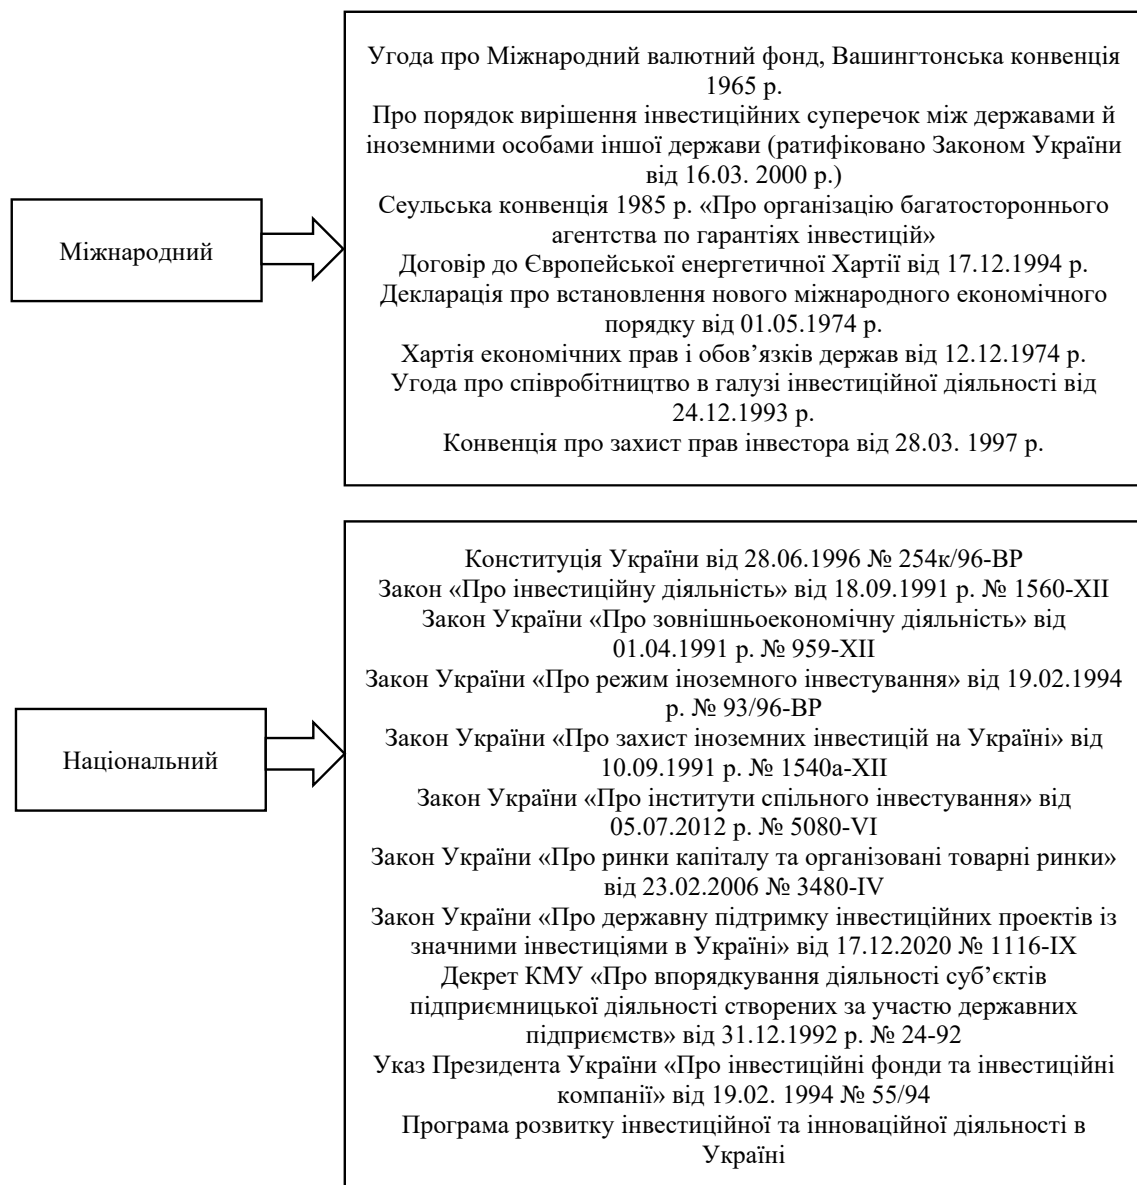 Міжнародний
Угода про Міжнародний валютний фонд, Вашингтонська конвенція
1965 р.
Про порядок вирішення інвестиційних суперечок між державами й
іноземними особами іншої держави (ратифіковано Законом України
від 16.03. 2000 р.)
Сеульська конвенція 1985 р. «Про організацію багатостороннього
агентства по гарантіях інвестицій»
Договір до Європейської енергетичної Хартії від 17.12.1994 р.
Декларація про встановлення нового міжнародного економічного
порядку від 01.05.1974 р.
Хартія економічних прав і обов’язків держав від 12.12.1974 р.
Угода про співробітництво в галузі інвестиційної діяльності від
24.12.1993 р.
Конвенція про захист прав інвестора від 28.03. 1997 р.
Національний
Конституція України від 28.06.1996 № 254к/96-ВР
Закон «Про інвестиційну діяльність» від 18.09.1991 р. № 1560-XII
Закон України «Про зовнішньоекономічну діяльність» від
01.04.1991 р. № 959-XII
Закон України «Про режим іноземного інвестування» від 19.02.1994
р. № 93/96-ВР
Закон України «Про захист іноземних інвестицій на Україні» від
10.09.1991 р. № 1540а-XII
Закон України «Про інститути спільного інвестування» від
05.07.2012 р. № 5080-VI
Закон України «Про ринки капіталу та організовані товарні ринки»
від 23.02.2006 № 3480-IV
Закон України «Про державну підтримку інвестиційних проектів із
значними інвестиціями в Україні» від 17.12.2020 № 1116-IX
Декрет КМУ «Про впорядкування діяльності суб’єктів
підприємницької діяльності створених за участю державних
підприємств» від 31.12.1992 р. № 24-92
Указ Президента України «Про інвестиційні фонди та інвестиційні
компанії» від 19.02. 1994 № 55/94
Програма розвитку інвестиційної та інноваційної діяльності в
Україні